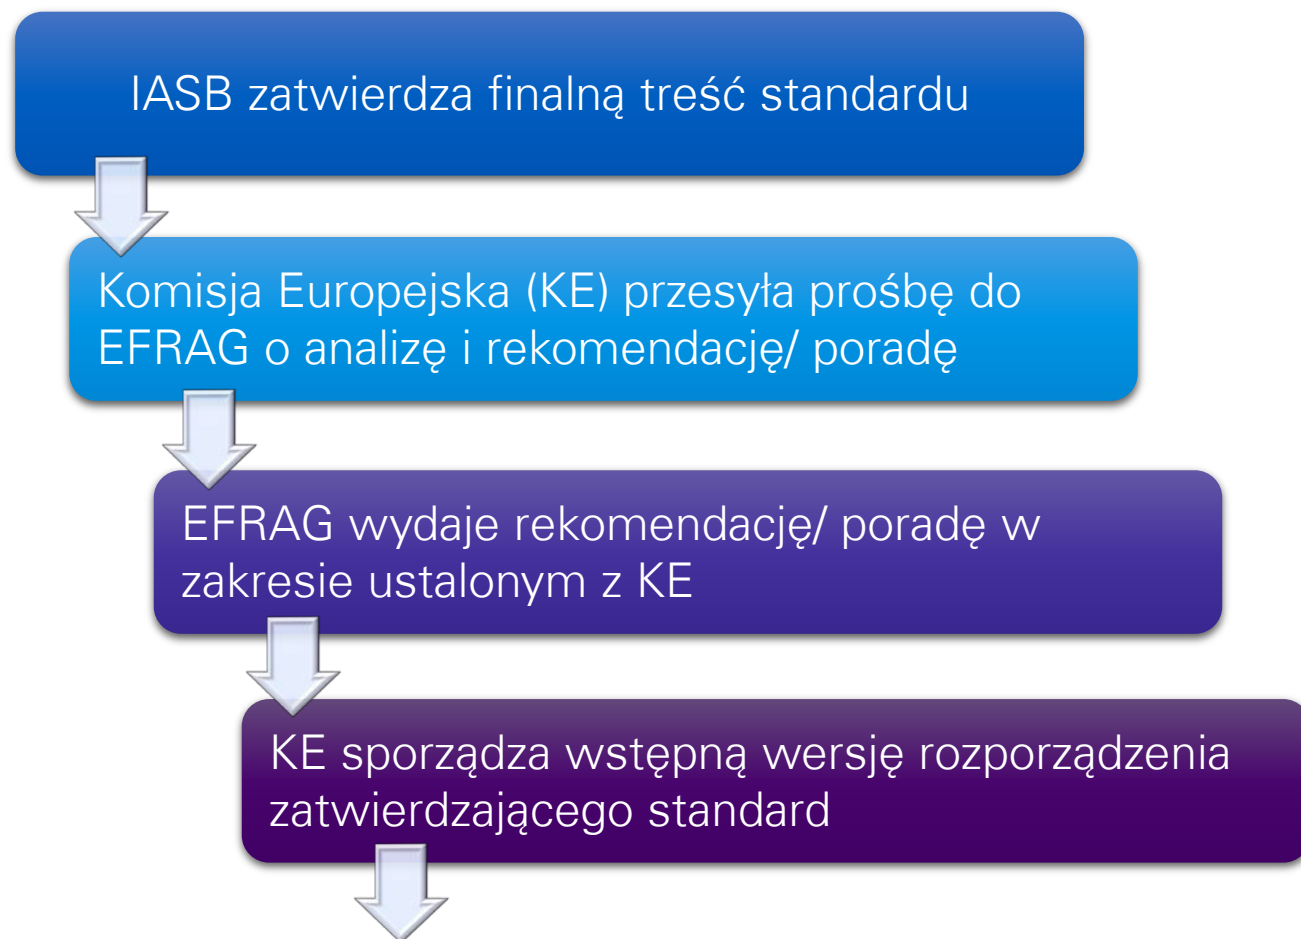 IASB zatwierdza finalną treść standardu
Komisja Europejska (KE) przesyła prośbę do
EFRAG o analizę i rekomendację/ poradę
EFRAG wydaje rekomendację/ poradę w
zakresie ustalonym z KE
KE sporządza wstępną wersję rozporządzenia
zatwierdzającego standard